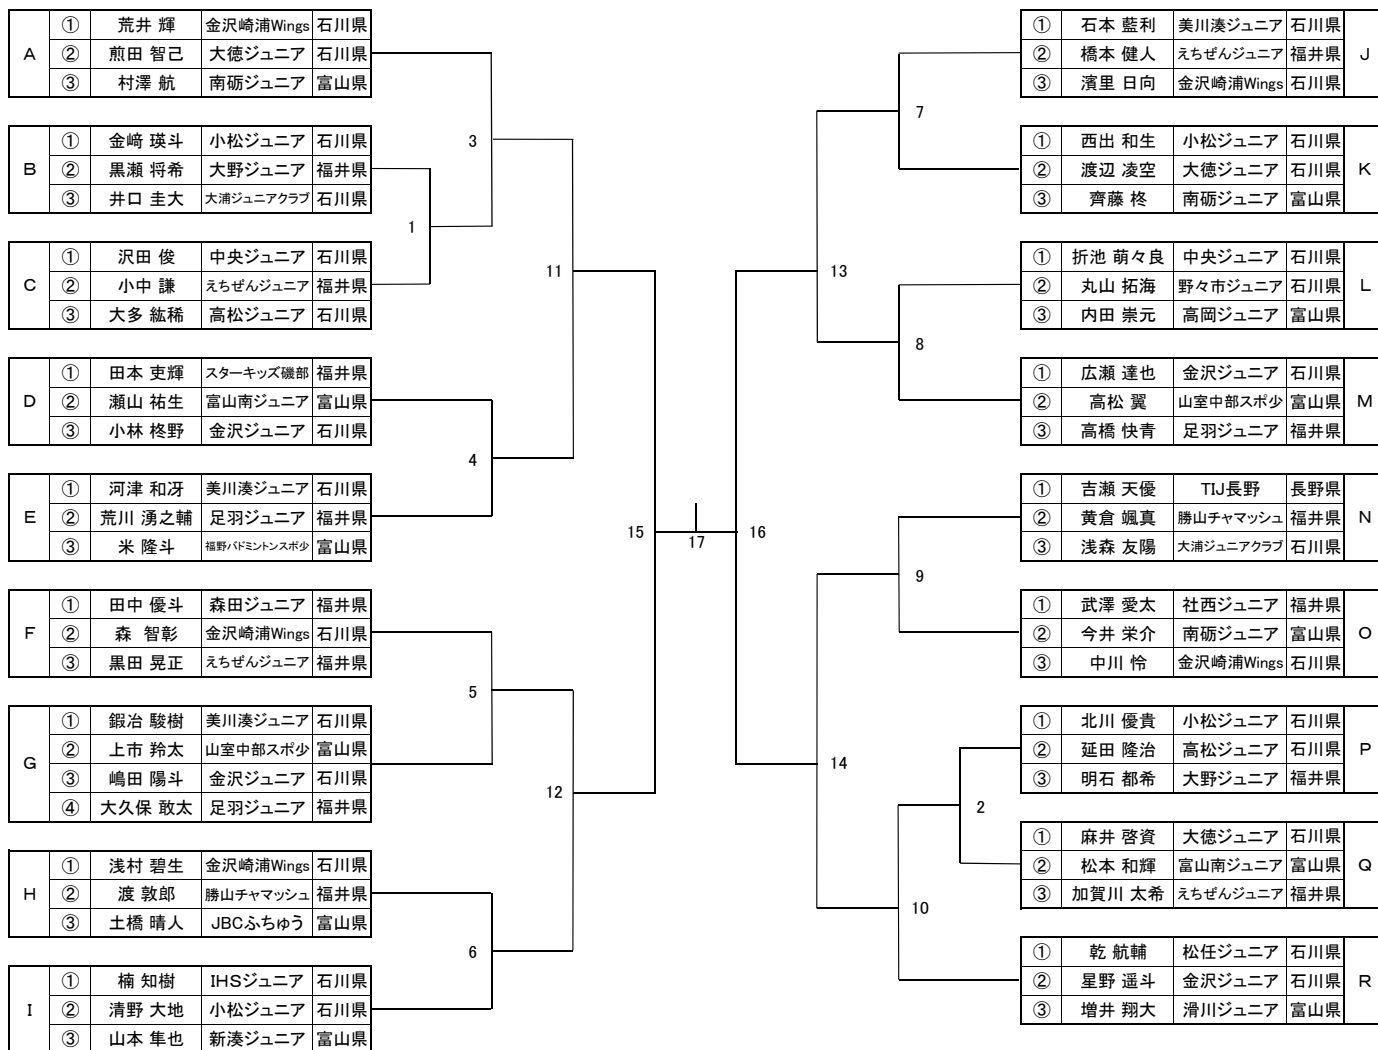 A
① 荒井 輝 金沢崎浦Wings 石川県
② 煎田 智己 大徳ジュニア 石川県
③ 村澤 航 南砺ジュニア 富山県
B
① 金﨑 瑛斗 小松ジュニア 石川県
② 黒瀬 将希 大野ジュニア 福井県
③ 井口 圭大 大浦ジュニアクラブ 石川県
C
① 沢田 俊 中央ジュニア 石川県
② 小中 謙 えちぜんジュニア 福井県
③ 大多 紘稀 高松ジュニア 石川県
D
① 田本 吏輝 スターキッズ磯部 福井県
② 瀬山 祐生 富山南ジュニア 富山県
③ 小林 柊野 金沢ジュニア 石川県
E
① 河津 和冴 美川湊ジュニア 石川県
② 荒川 湧之輔 足羽ジュニア 福井県
③ 米 隆斗 福野バドミントンスポ少 富山県
F
① 田中 優斗 森田ジュニア 福井県
② 森 智彰 金沢崎浦Wings 石川県
③ 黒田 晃正 えちぜんジュニア 福井県
G
① 鍜冶 駿樹 美川湊ジュニア 石川県
② 上市 羚太 山室中部スポ少 富山県
③ 嶋田 陽斗 金沢ジュニア 石川県
④ 大久保 敢太 足羽ジュニア 福井県
H
① 浅村 碧生 金沢崎浦Wings 石川県
② 渡 敦郎 勝山チャマッシュ 福井県
③ 土橋 晴人 JBCふちゅう 富山県
I
① 楠 知樹 IHSジュニア 石川県
② 清野 大地 小松ジュニア 石川県
③ 山本 隼也 新湊ジュニア 富山県
3
1
11
4
15
5
12
6
17
16
13
7
8
9
14
2
10
① 石本 藍利 美川湊ジュニア 石川県
② 橋本 健人 えちぜんジュニア 福井県
③ 濱里 日向 金沢崎浦Wings 石川県
J
① 西出 和生 小松ジュニア 石川県
② 渡辺 凌空 大徳ジュニア 石川県
③ 齊藤 柊 南砺ジュニア 富山県
K
① 折池 萌々良 中央ジュニア 石川県
② 丸山 拓海 野々市ジュニア 石川県
③ 内田 崇元 高岡ジュニア 富山県
L
① 広瀬 達也 金沢ジュニア 石川県
② 高松 翼 山室中部スポ少 富山県
③ 高橋 快青 足羽ジュニア 福井県
M
① 吉瀬 天優 TIJ長野 長野県
② 黄倉 颯真 勝山チャマッシュ 福井県
③ 浅森 友陽 大浦ジュニアクラブ 石川県
N
① 武澤 愛太 社西ジュニア 福井県
② 今井 栄介 南砺ジュニア 富山県
③ 中川 怜 金沢崎浦Wings 石川県
O
① 北川 優貴 小松ジュニア 石川県
② 延田 隆治 高松ジュニア 石川県
③ 明石 都希 大野ジュニア 福井県
P
① 麻井 啓資 大徳ジュニア 石川県
② 松本 和輝 富山南ジュニア 富山県
③ 加賀川 太希 えちぜんジュニア 福井県
Q
① 乾 航輔 松任ジュニア 石川県
② 星野 遥斗 金沢ジュニア 石川県
③ 増井 翔大 滑川ジュニア 富山県
R